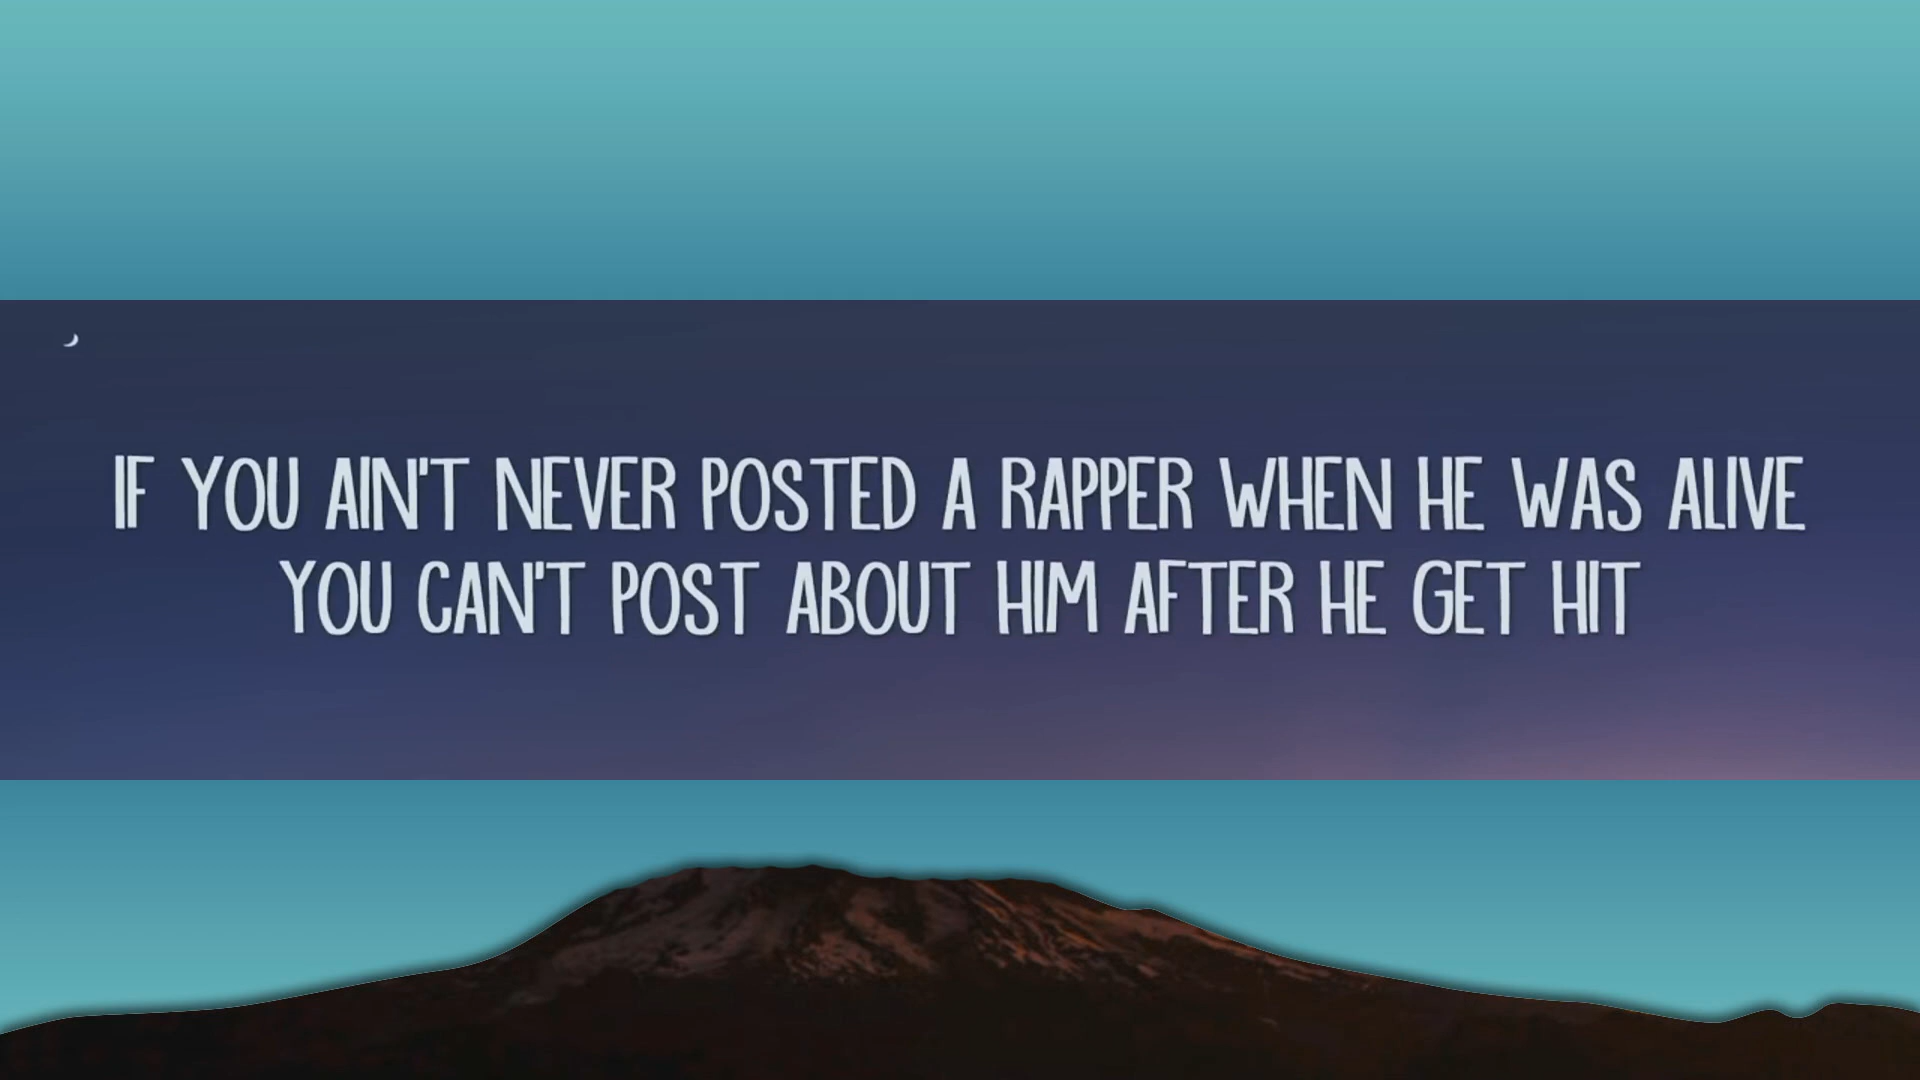 IF YOU AIN'T NEVER POSTED A RAPPER WHEN HE WAS ALIVE
YOU CAN'T POST ABOUT HIM AFTER HE GET HIT